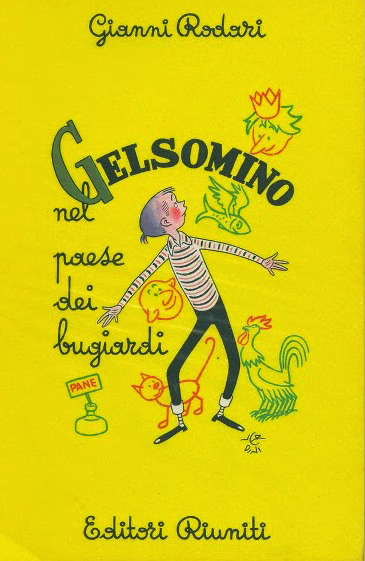 Gianni Rodari
GELSOMINO
nel
paese
dei
bugiardi
PANE
Editori Riuniti